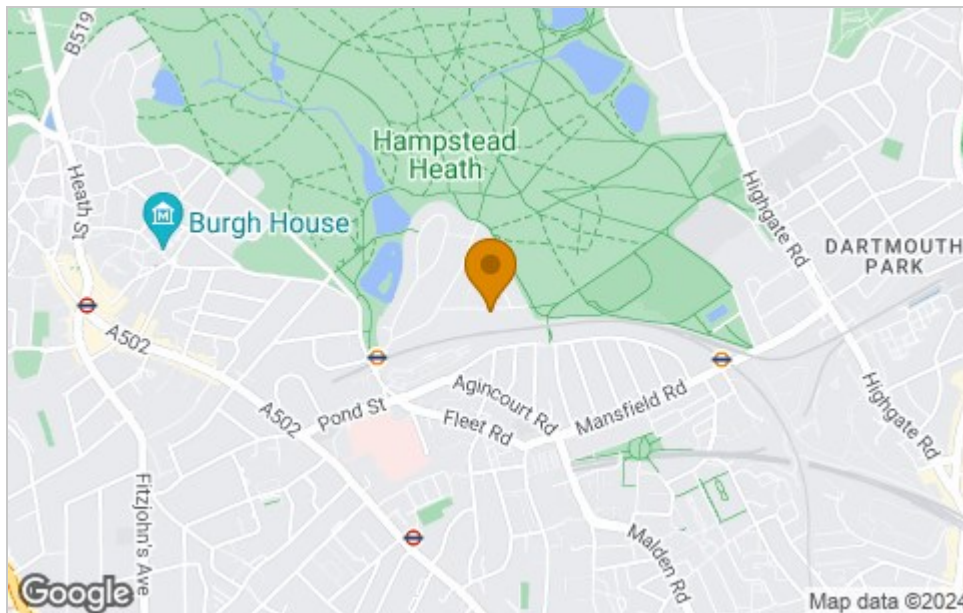 B519
Heath St
Hampstead
Heath
Burgh House
Highgate Rd
DARTMOUTH
PARK
A502
A502
Pond St
Agincourt Rd
Fleet Rd
Mansfield Rd
Highgate Rd
Fitzjohn's Ave
Malden Rd
Google
Map data ©2024